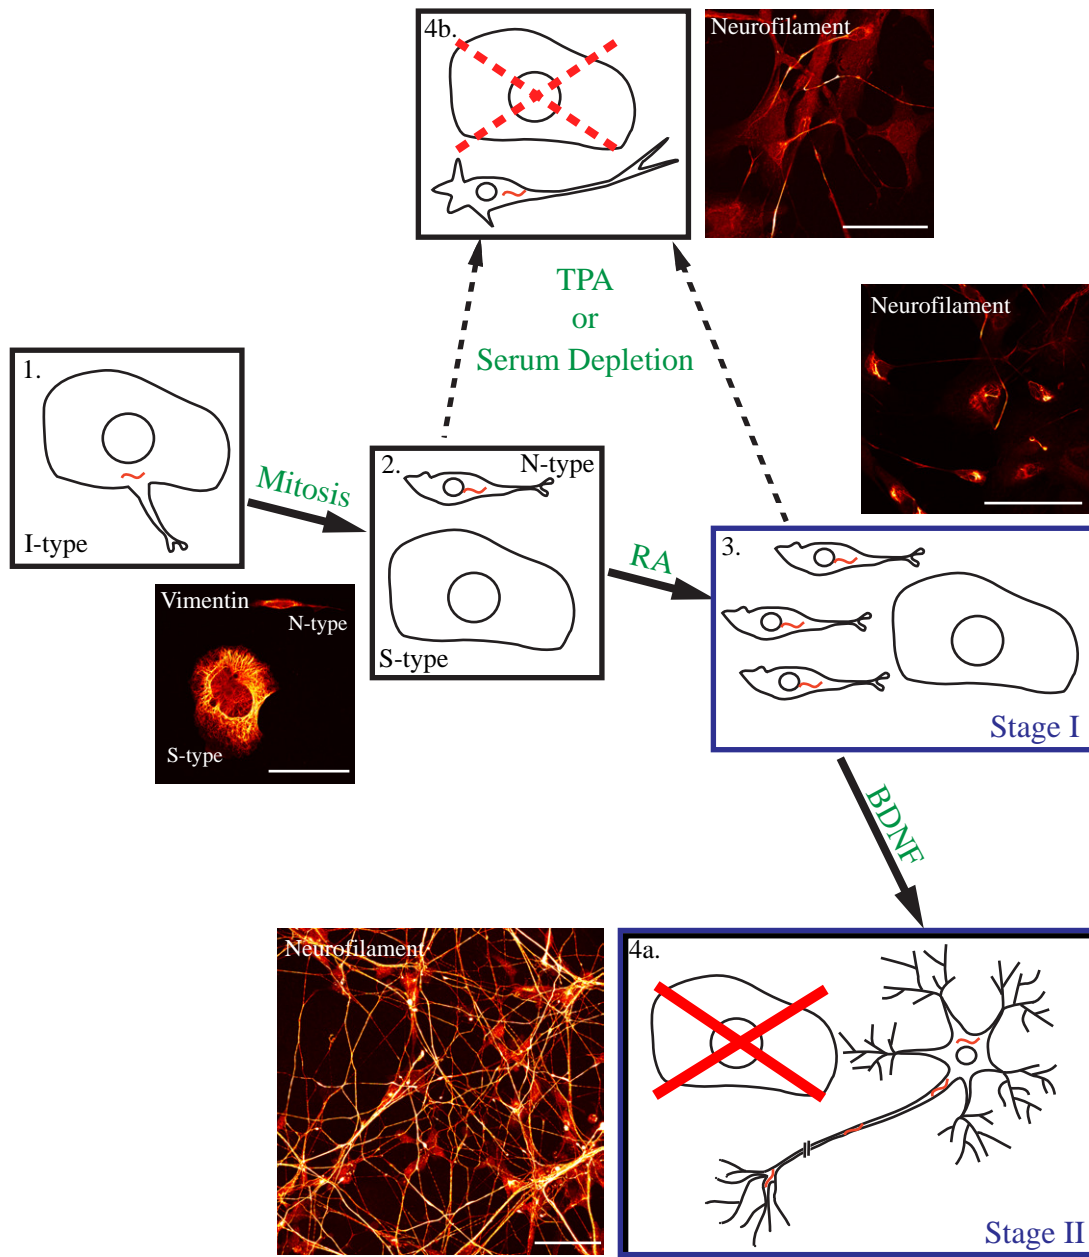 4b.
Neurofilament
TPA
or
Serum Depletion
Neurofilament
1.
I-type
Mitosis
2.
N-type
S-type
Vimentin
N-type
S-type
RA
3.
Stage I
BDNF
Neurofilament
4a.
Stage II